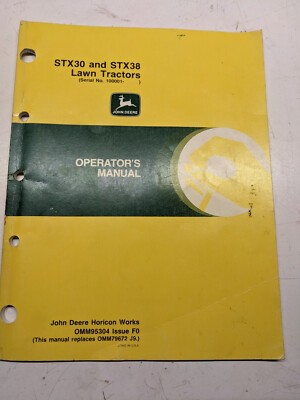 STX30 and STX38
Lawn Tractors
(Serial No. 100001-          )
JOHN DEERE
OPERATOR'S
MANUAL
John Deere Horicon Works
OMM95304 Issue F0
(This manual replaces OMM79672 J9.)